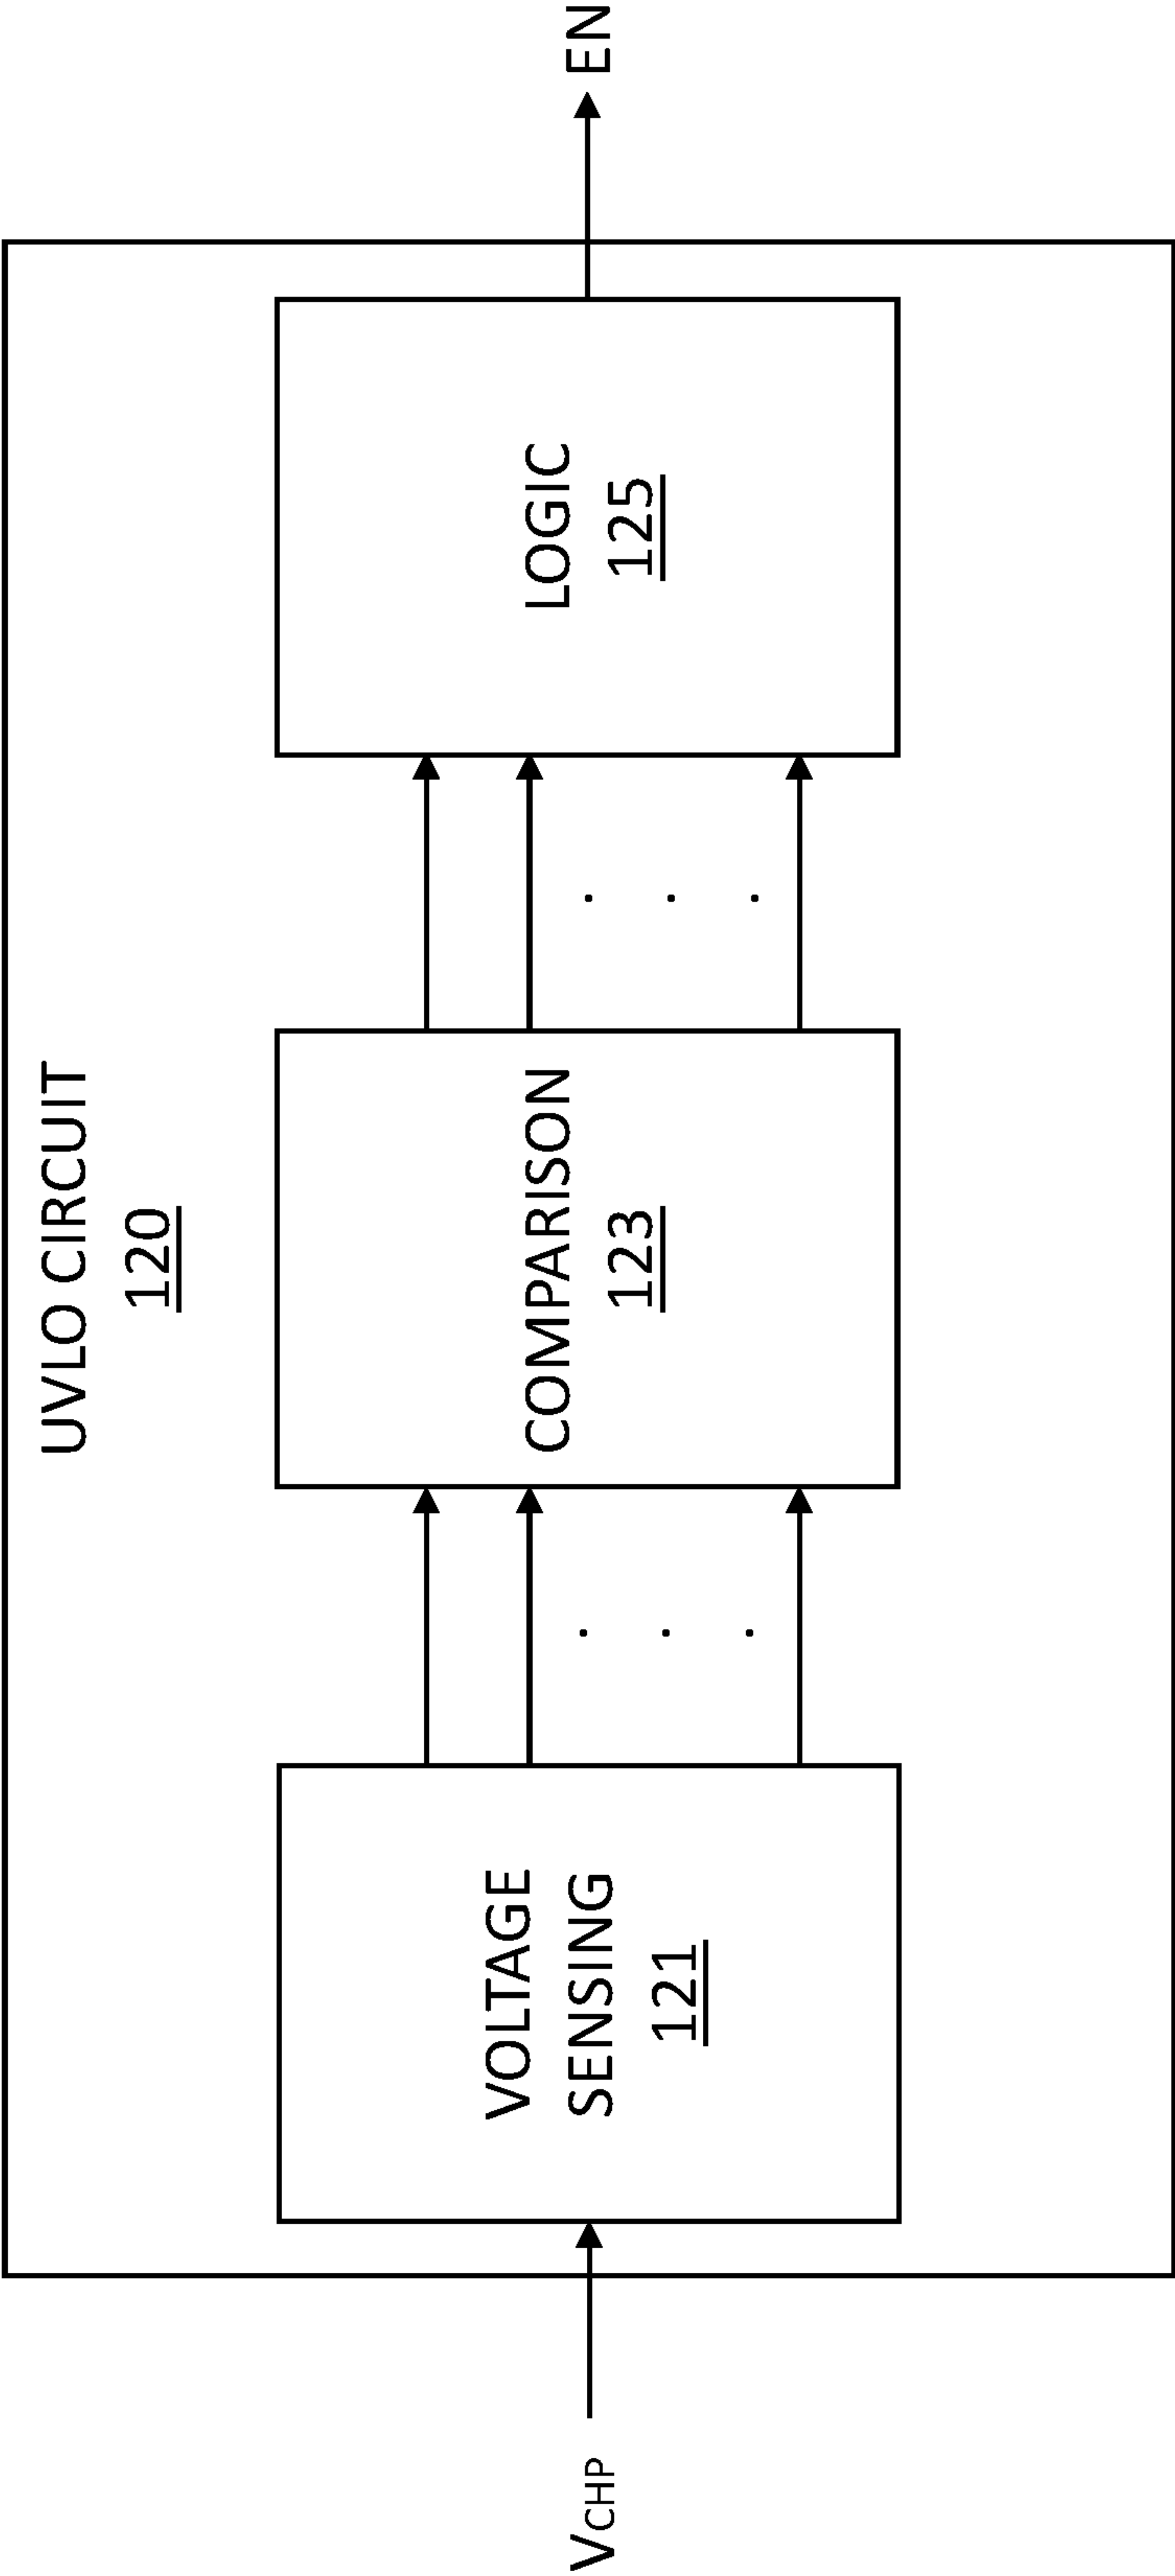 UVLO CIRCUIT
120
VCHP
VOLTAGE
SENSING
121
COMPARISON
123
LOGIC
125
EN